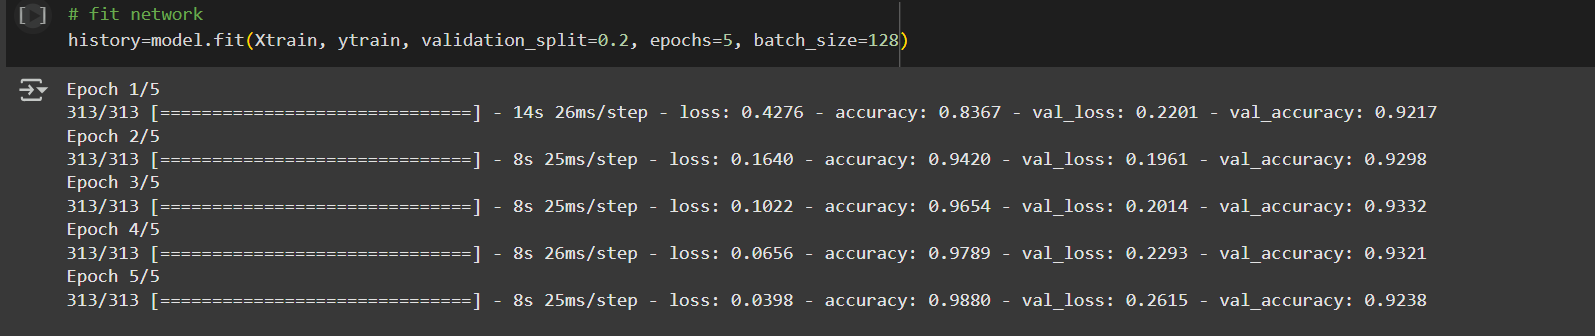 [ ] # fit network
history=model.fit(Xtrain, ytrain, validation_split=0.2, epochs=5, batch_size=128)
Epoch 1/5
313/313 [==============================] - 14s 26ms/step - loss: 0.4276 - accuracy: 0.8367 - val_loss: 0.2201 - val_accuracy: 0.9217
Epoch 2/5
313/313 [==============================] - 8s 25ms/step - loss: 0.1640 - accuracy: 0.9420 - val_loss: 0.1961 - val_accuracy: 0.9298
Epoch 3/5
313/313 [==============================] - 8s 25ms/step - loss: 0.1022 - accuracy: 0.9654 - val_loss: 0.2014 - val_accuracy: 0.9332
Epoch 4/5
313/313 [==============================] - 8s 26ms/step - loss: 0.0656 - accuracy: 0.9789 - val_loss: 0.2293 - val_accuracy: 0.9321
Epoch 5/5
313/313 [==============================] - 8s 25ms/step - loss: 0.0398 - accuracy: 0.9880 - val_loss: 0.2615 - val_accuracy: 0.9238